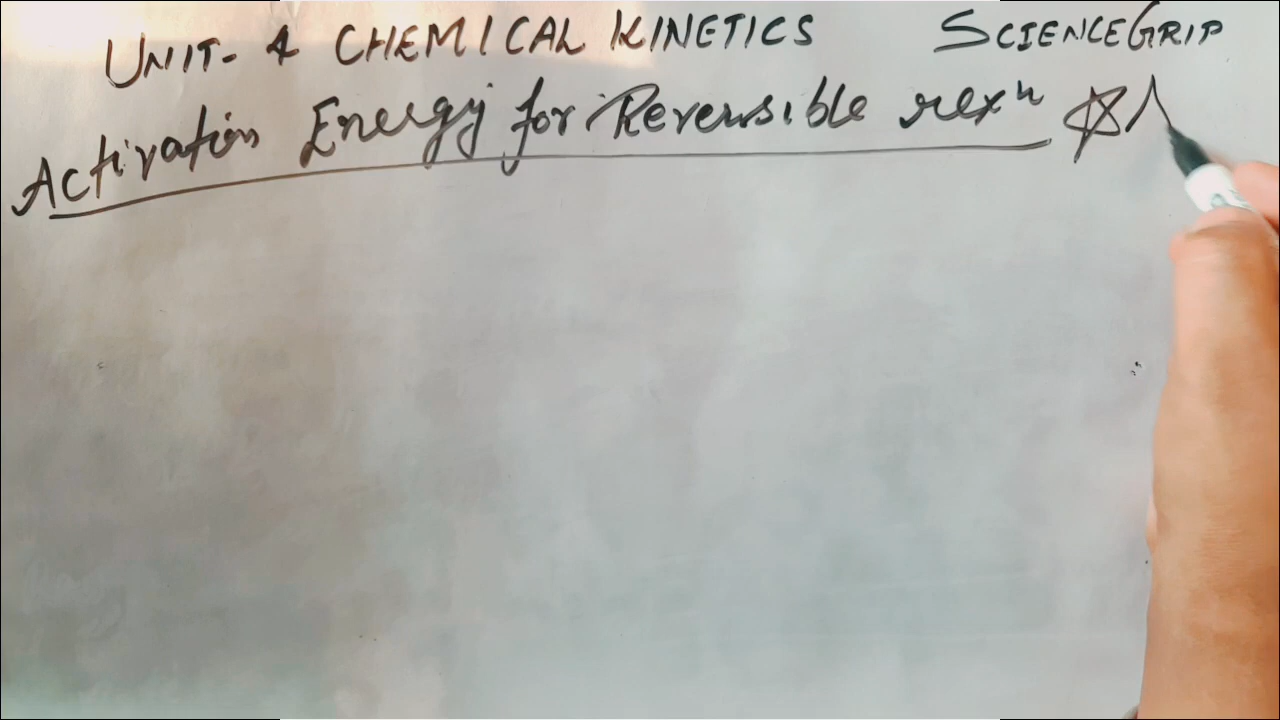 UNIT- 4 CHEMICAL KINETICS SCIENCEGRIP
Activation Energy for Reversible rexⁿ